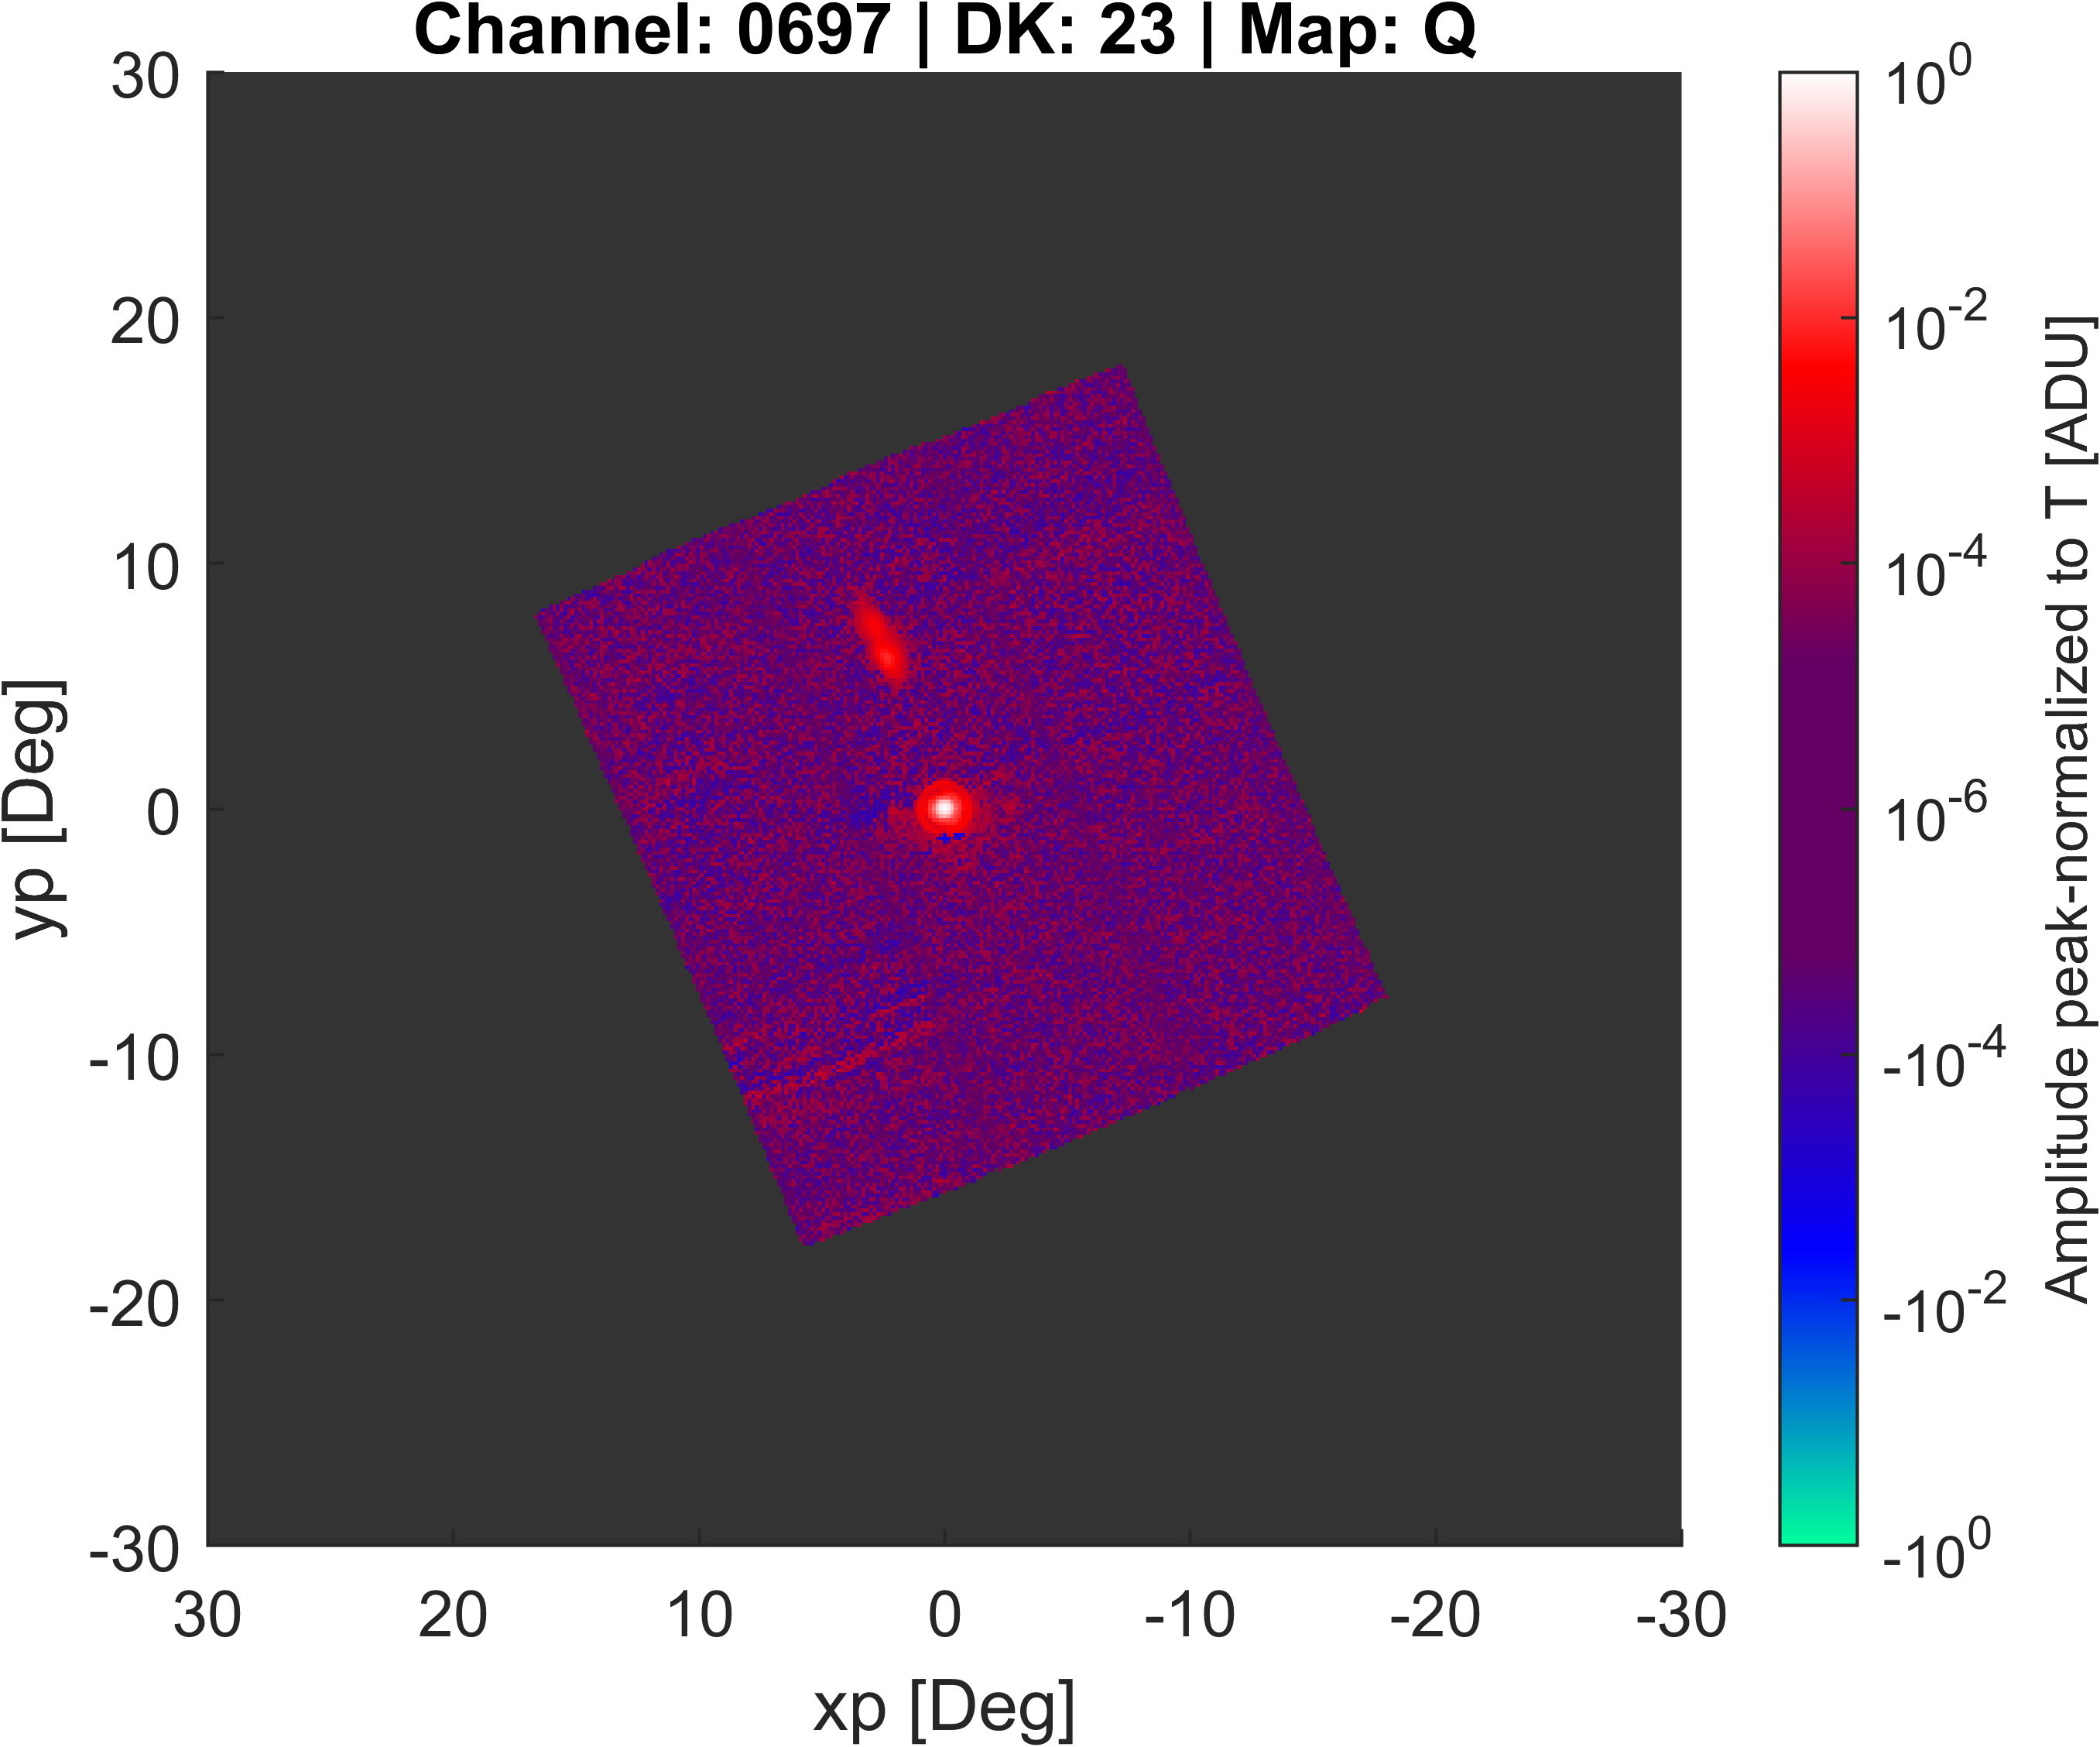 Channel: 0697 | DK: 23 | Map: Q
30
20
10
0
-10
-20
-30
yp [Deg]
30 20 10 0 -10 -20 -30
xp [Deg]
10^0
10^-2
10^-4
10^-6
-10^-4
-10^-2
-10^0
Amplitude peak-normalized to T [ADU]